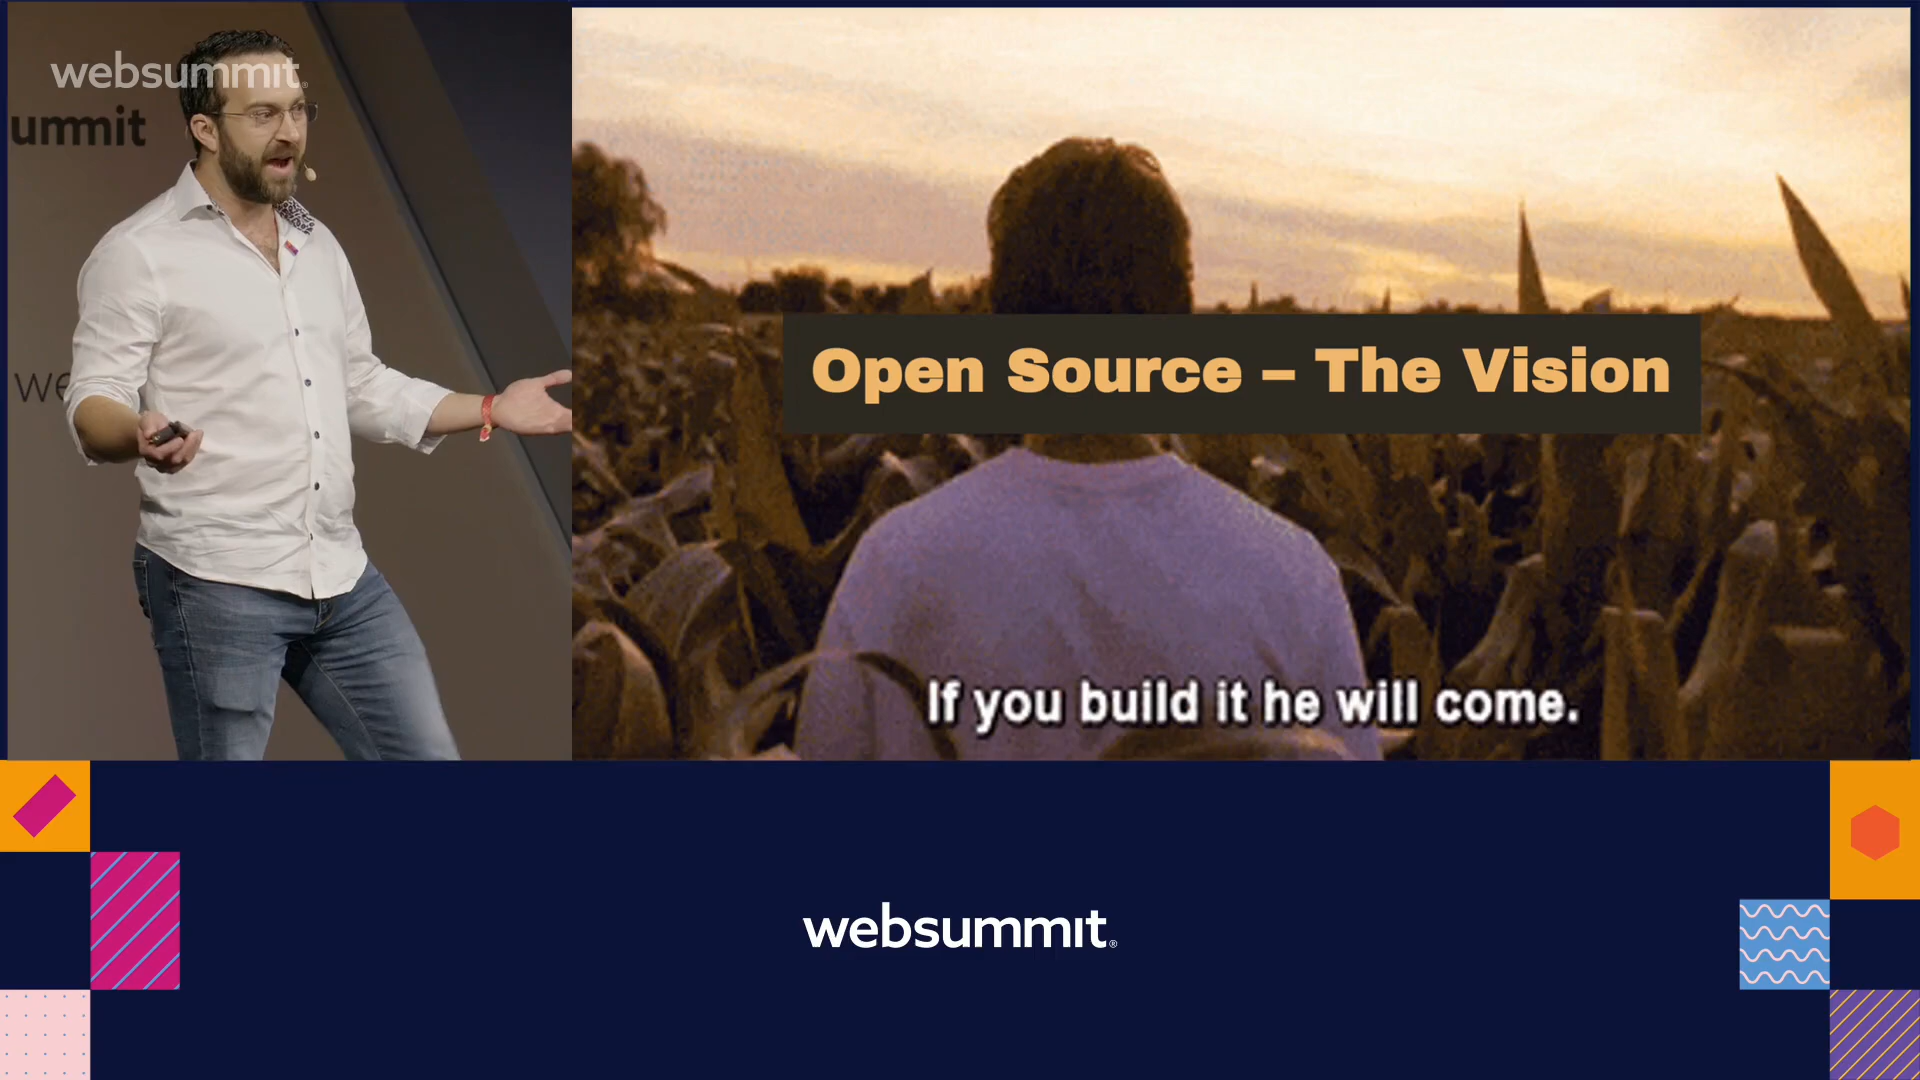 websummit
ummit
we
Open Source – The Vision
If you build it he will come.
websummit®